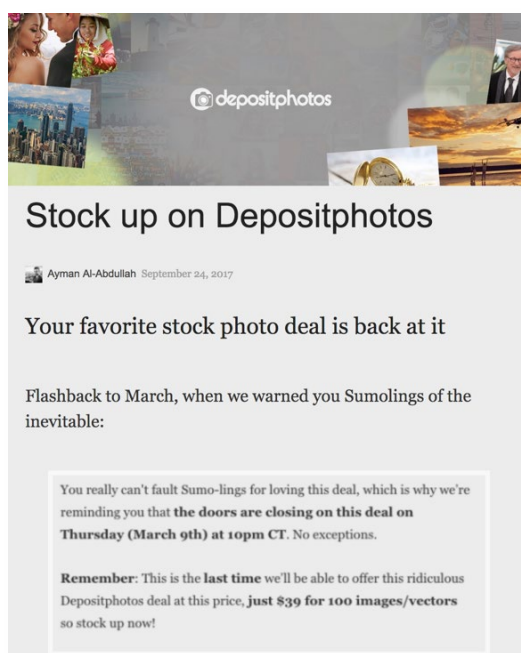 depositphotos
Stock up on Depositphotos
Ayman Al-Abdullah September 24, 2017
Your favorite stock photo deal is back at it
Flashback to March, when we warned you Sumolings of the
inevitable:
You really can't fault Sumo-lings for loving this deal, which is why we're
reminding you that the doors are closing on this deal on
Thursday (March 9th) at 10pm CT. No exceptions.
Remember: This is the last time we'll be able to offer this ridiculous
Depositphotos deal at this price, just $39 for 100 images/vectors
so stock up now!